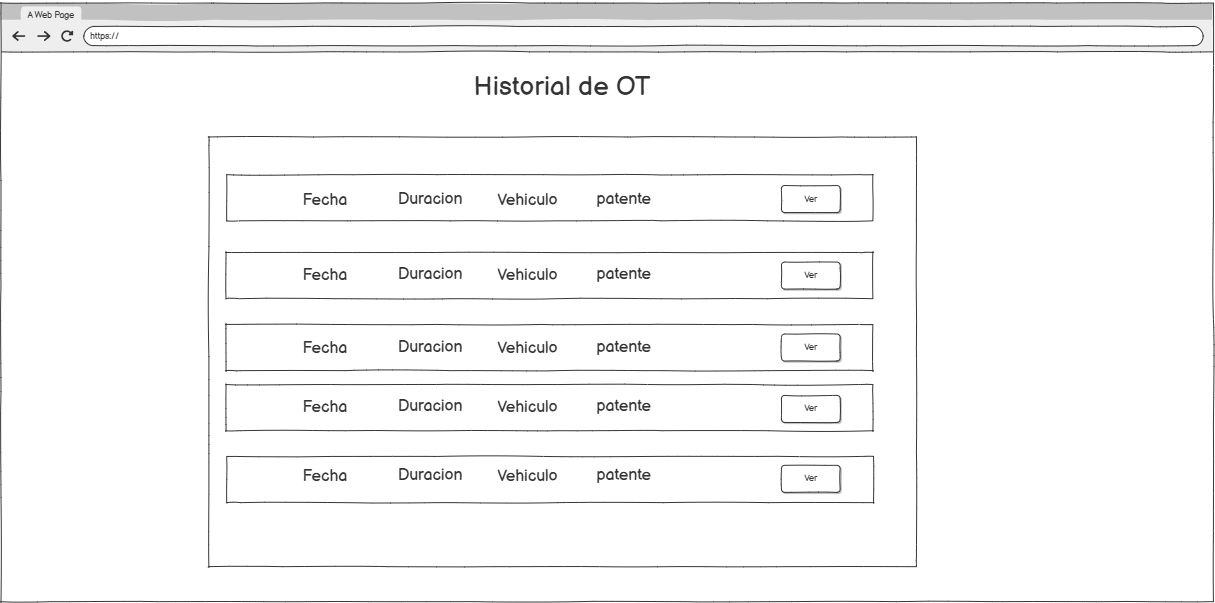 A Web Page
https://
Historial de OT
Fecha Duracion Vehiculo patente Ver
Fecha Duracion Vehiculo patente Ver
Fecha Duracion Vehiculo patente Ver
Fecha Duracion Vehiculo patente Ver
Fecha Duracion Vehiculo patente Ver